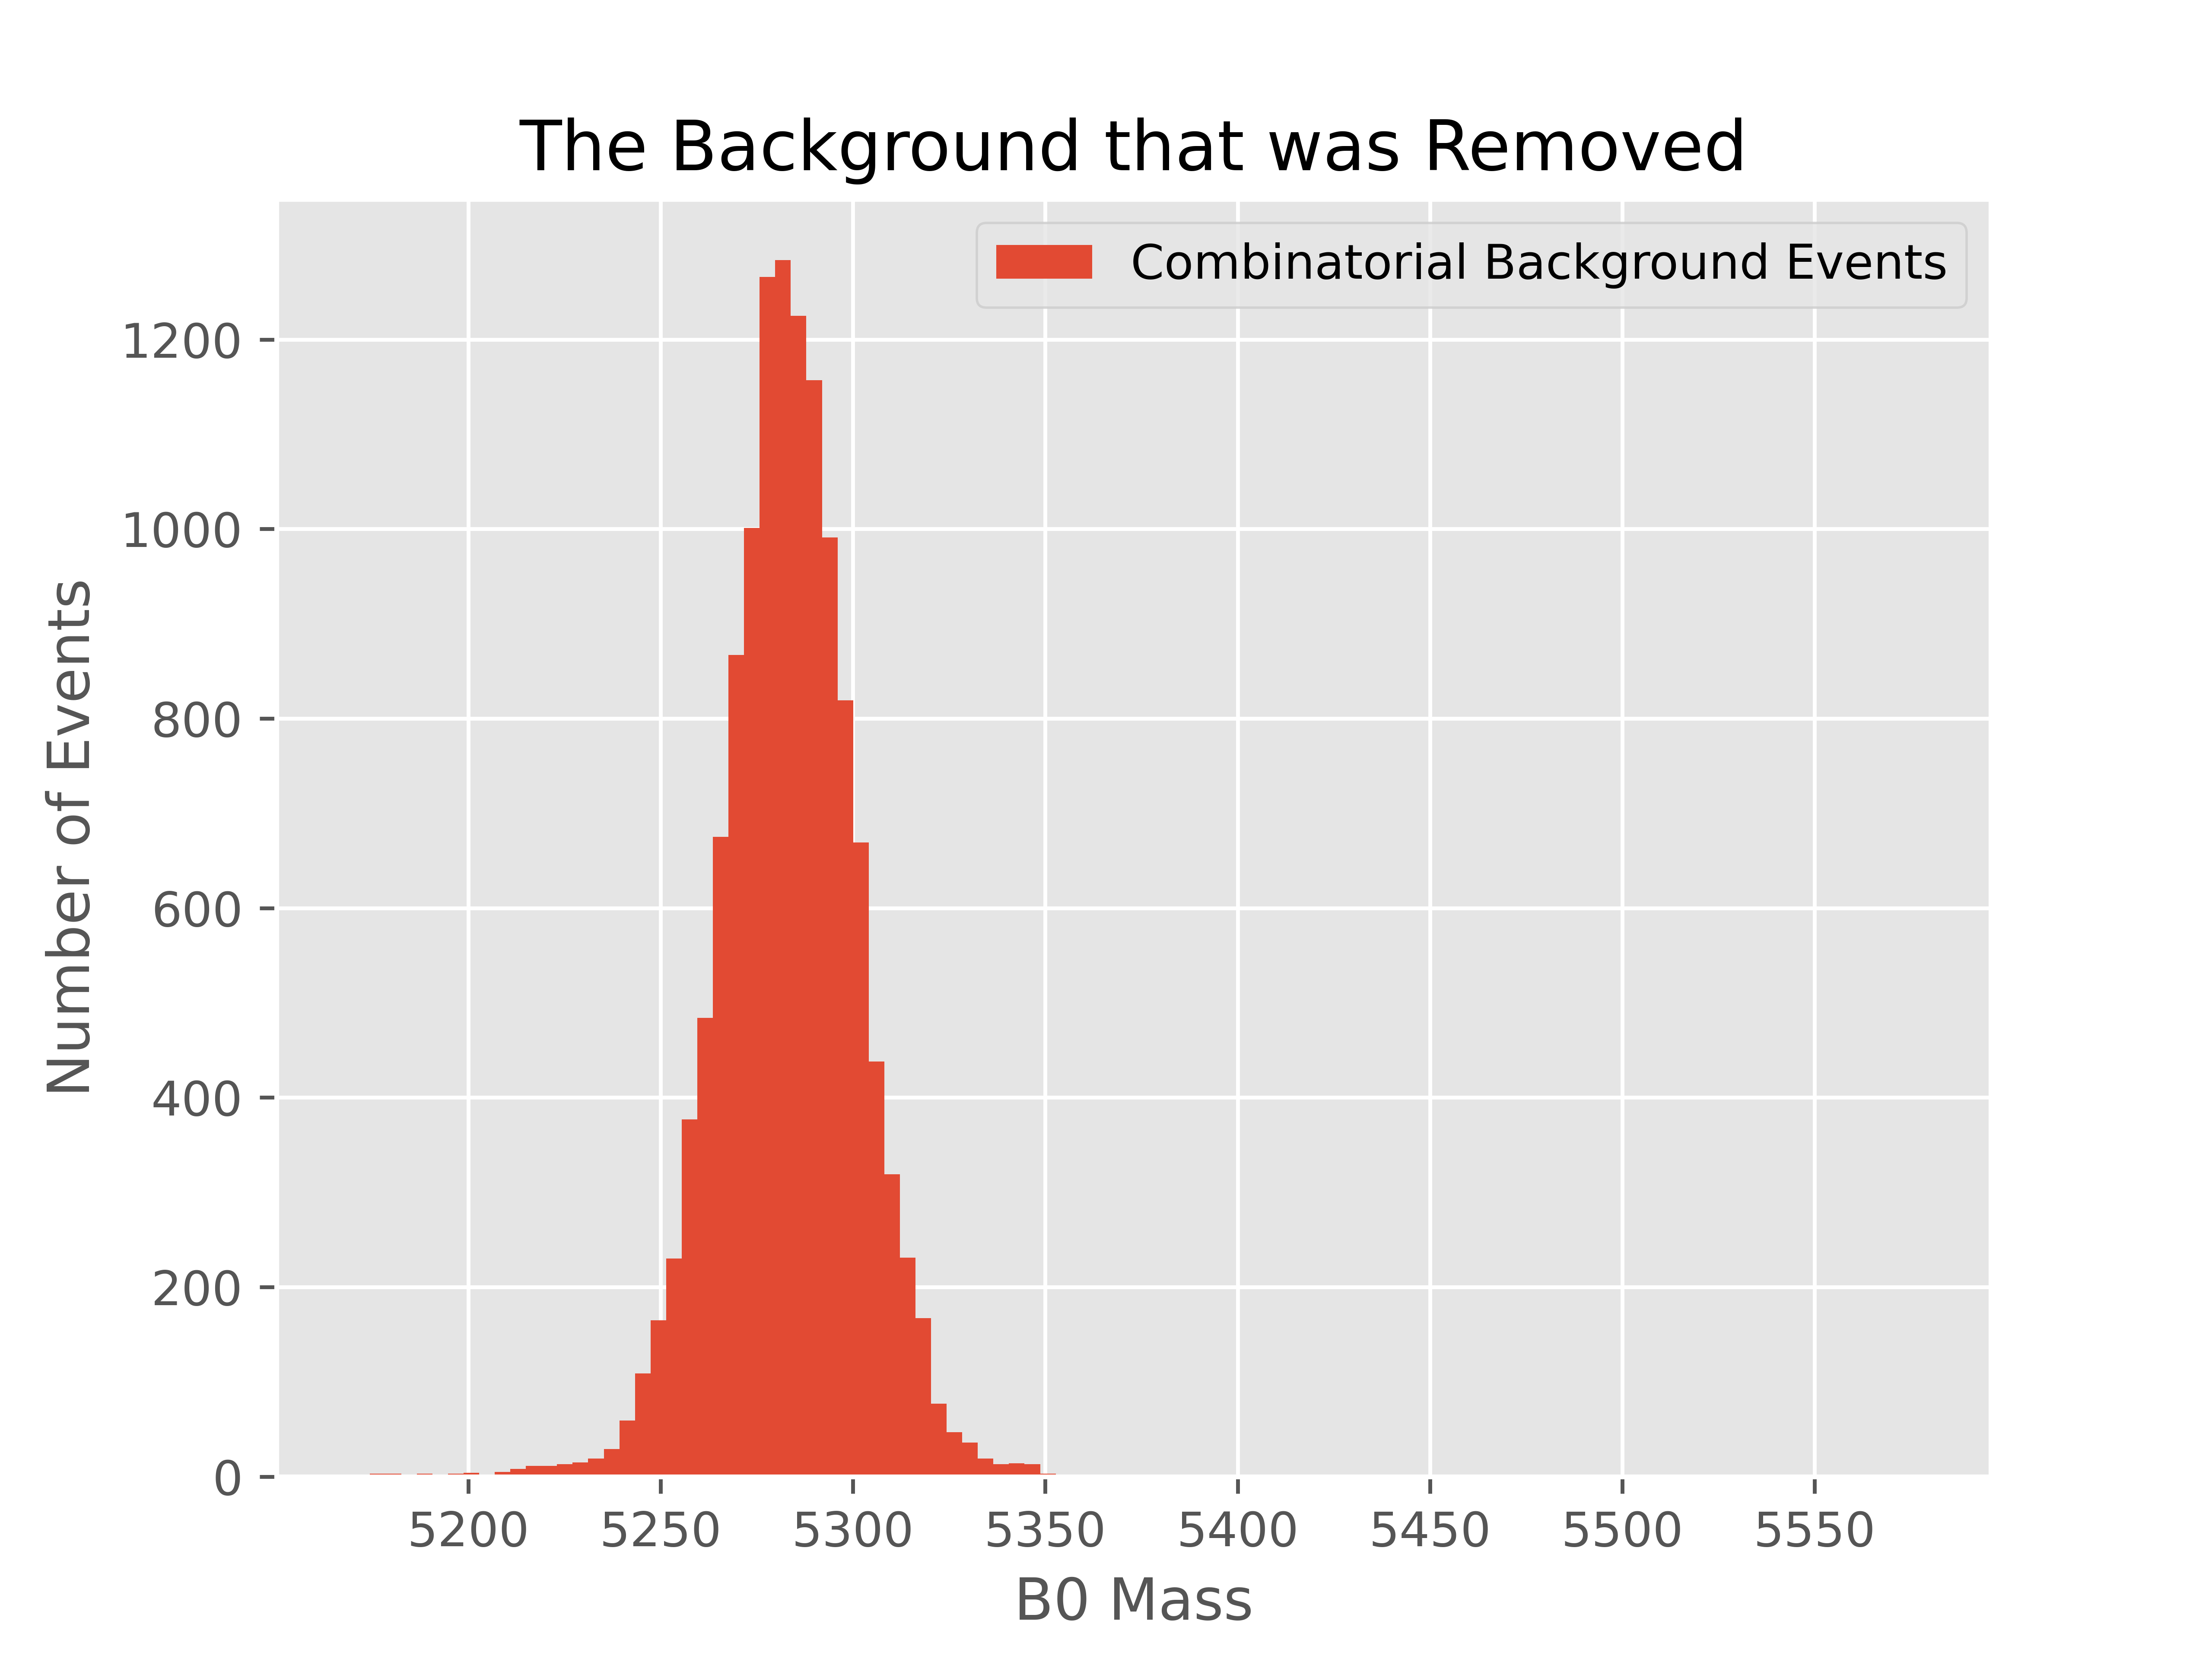 The Background that was Removed
Combinatorial Background Events
Number of Events
1200
1000
800
600
400
200
0
5200 5250 5300 5350 5400 5450 5500 5550
B0 Mass